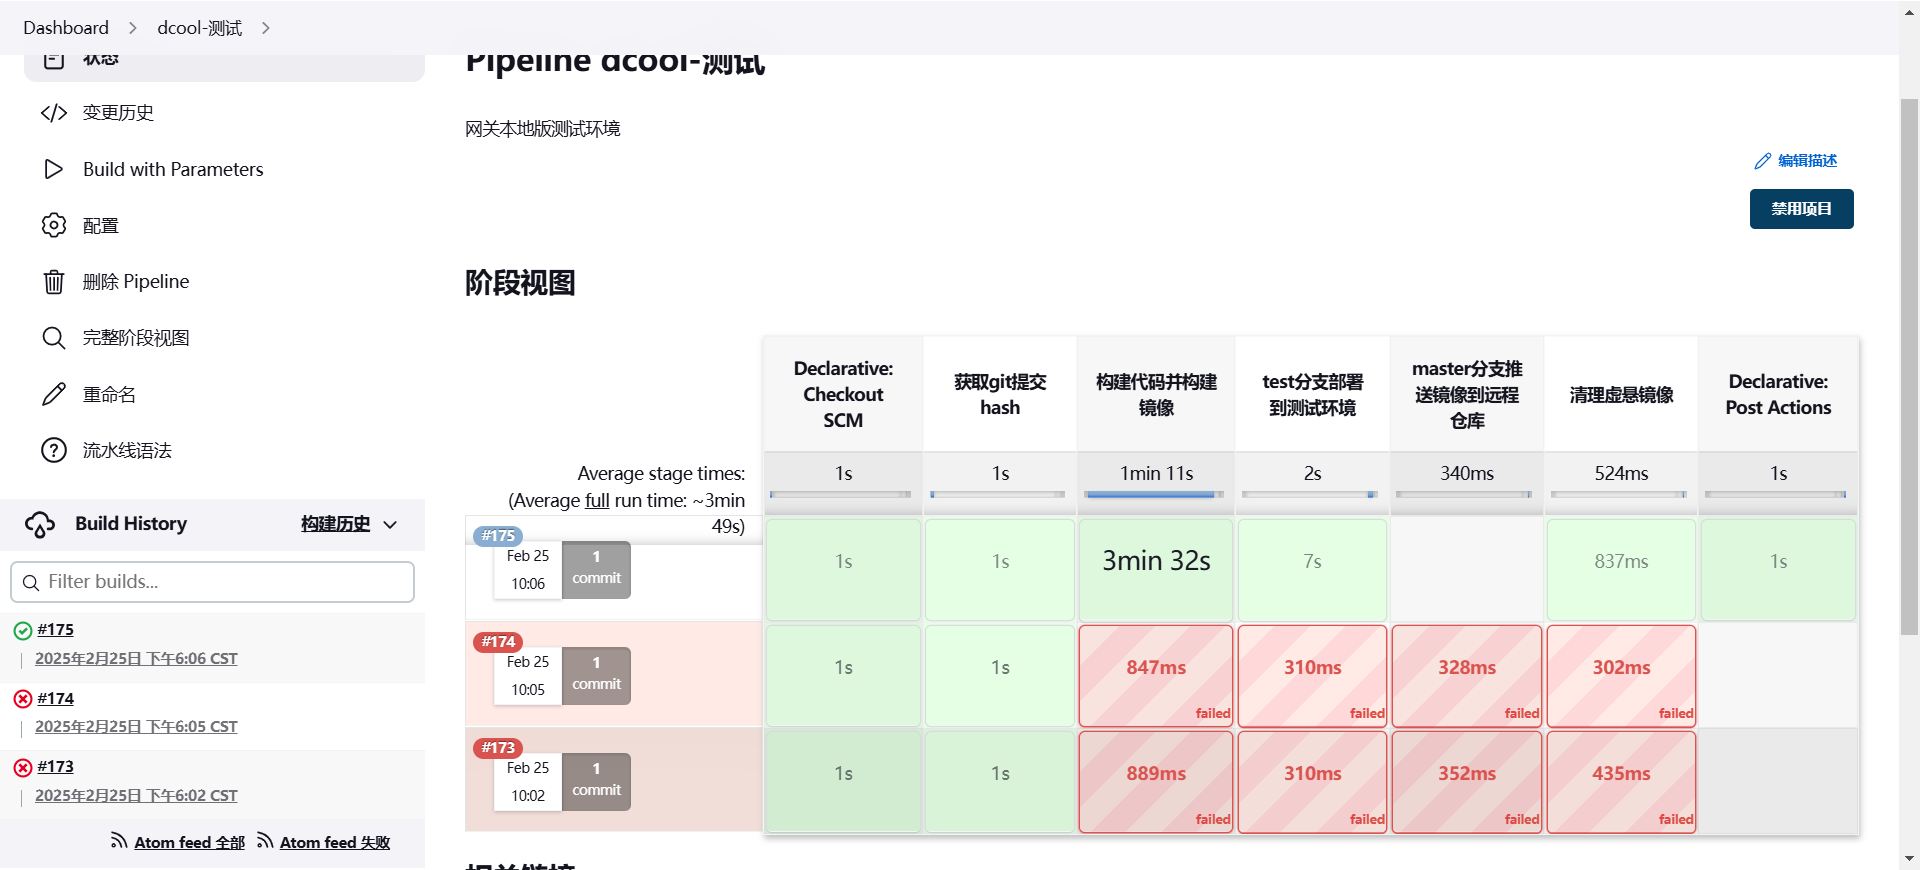 Dashboard > dcool-测试 >
状态
变更历史
Build with Parameters
配置
删除 Pipeline
完整阶段视图
重命名
流水线语法
Build History 构建历史
Filter builds...
#175
2025年2月25日 下午6:06 CST
#174
2025年2月25日 下午6:05 CST
#173
2025年2月25日 下午6:02 CST
Atom feed 全部 Atom feed 失败
Pipeline dcool-测试
网关本地版测试环境
编辑描述
禁用项目
阶段视图
Declarative:
Checkout
SCM
获取git提交
hash
构建代码并构建
镜像
test分支部署
到测试环境
master分支推
送镜像到远程
仓库
清理虚悬镜像
Declarative:
Post Actions
Average stage times:
(Average full run time: ~3min
49s)
1s 1s 1min 11s 2s 340ms 524ms 1s
#175
Feb 25
10:06
1
commit
1s 1s 3min 32s 7s 837ms 1s
#174
Feb 25
10:05
1
commit
1s 1s 847ms 310ms 328ms 302ms
failed failed failed failed
#173
Feb 25
10:02
1
commit
1s 1s 889ms 310ms 352ms 435ms
failed failed failed failed
相关链接